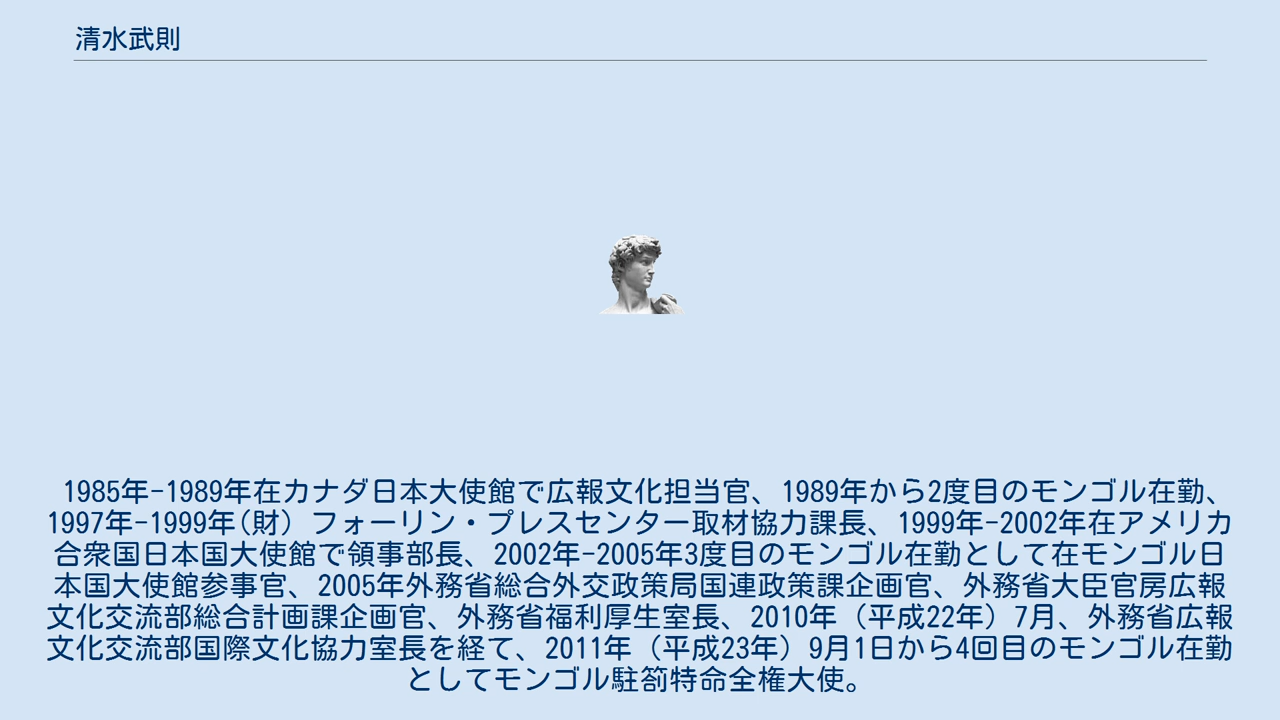 清水武則
1985年-1989年在カナダ日本大使館で広報文化担当官、1989年から2度目のモンゴル在勤、
1997年-1999年(財）フォーリン・プレスセンター取材協力課長、1999年-2002年在アメリカ
合衆国日本国大使館で領事部長、2002年-2005年3度目のモンゴル在勤として在モンゴル日
本国大使館参事官、2005年外務省総合外交政策局国連政策課企画官、外務省大臣官房広報
文化交流部総合計画課企画官、外務省福利厚生室長、2010年（平成22年）7月、外務省広報
文化交流部国際文化協力室長を経て、2011年（平成23年）9月1日から4回目のモンゴル在勤
としてモンゴル駐箚特命全権大使。